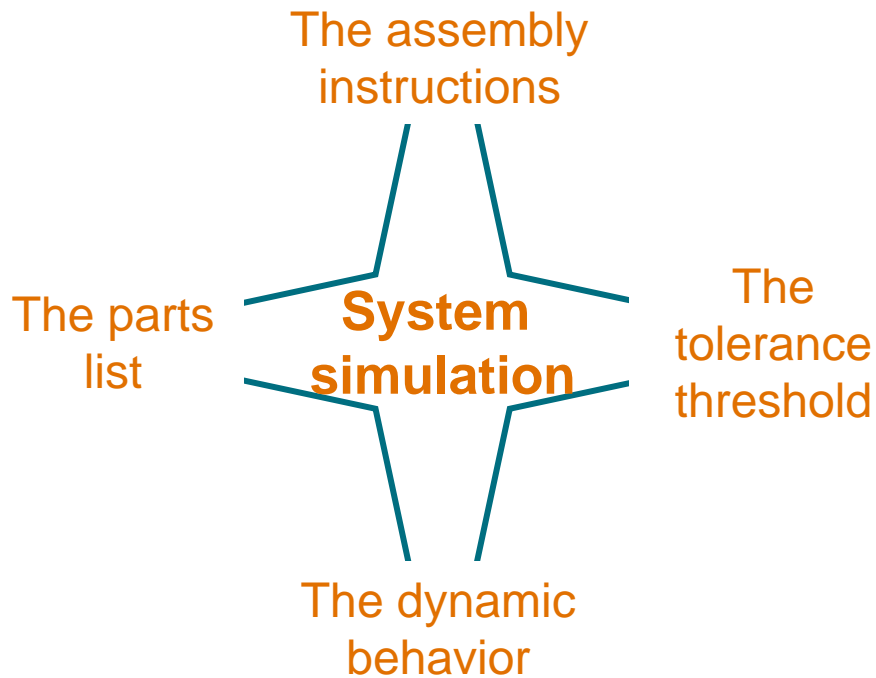 The assembly
instructions
The parts
list
System
simulation
The
tolerance
threshold
The dynamic
behavior